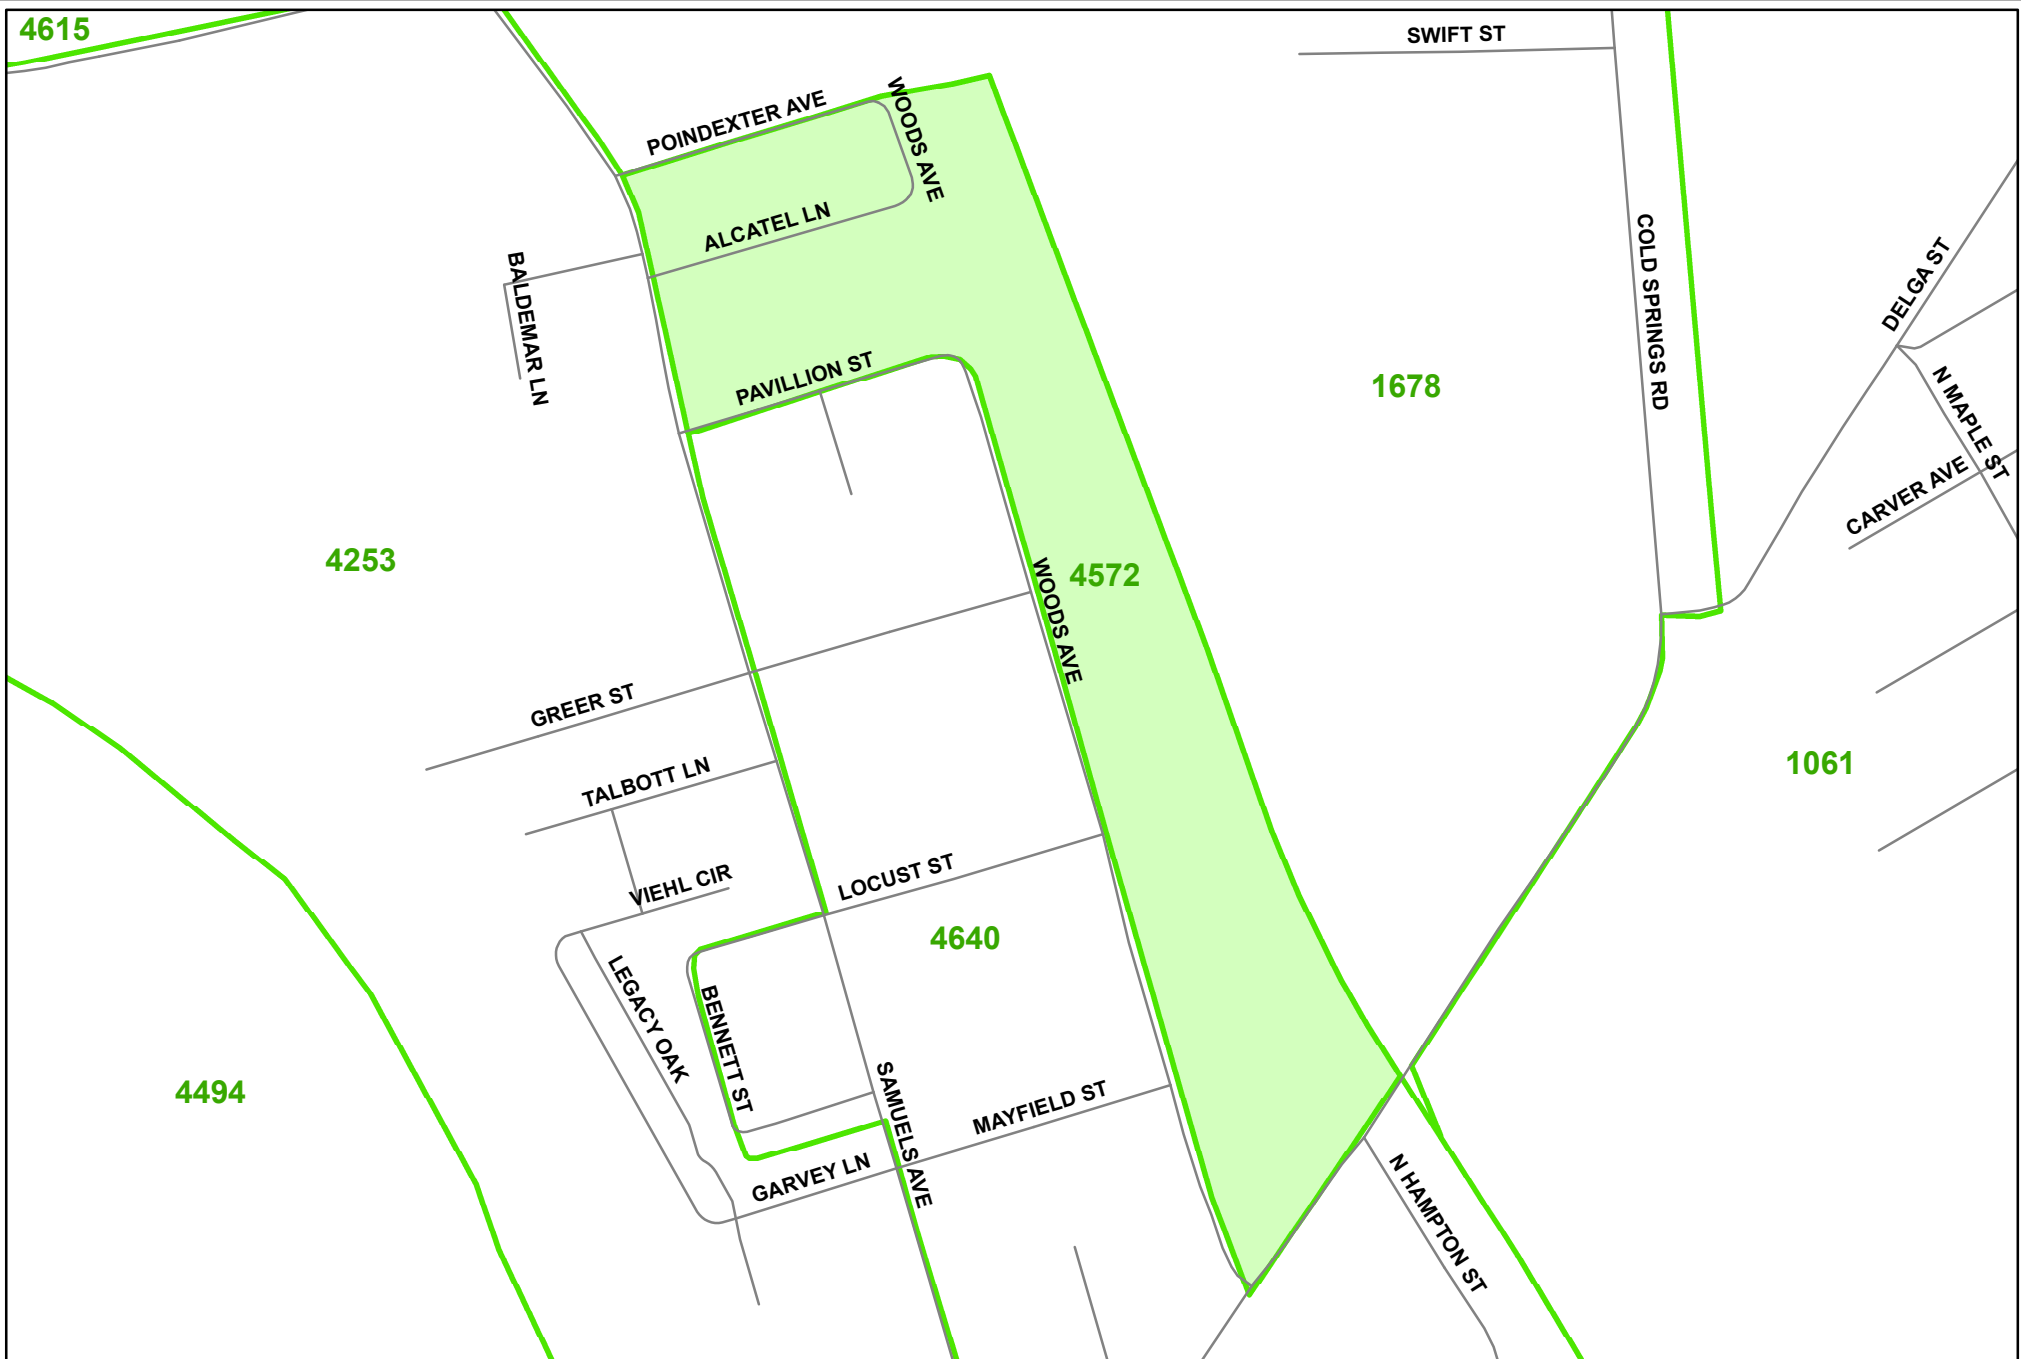 4615
SWIFT ST
POINDEXTER AVE
WOODS AVE
ALCATEL LN
BALDEMAR LN
COLD SPRINGS RD
DELGA ST
PAVILLION ST
1678
N MAPLE ST
CARVER AVE
4253
4572
WOODS AVE
GREER ST
TALBOTT LN
1061
VIEHL CIR
LOCUST ST
4640
LEGACY OAK
BENNETT ST
4494
SAMUELS AVE
MAYFIELD ST
GARVEY LN
N HAMPTON ST